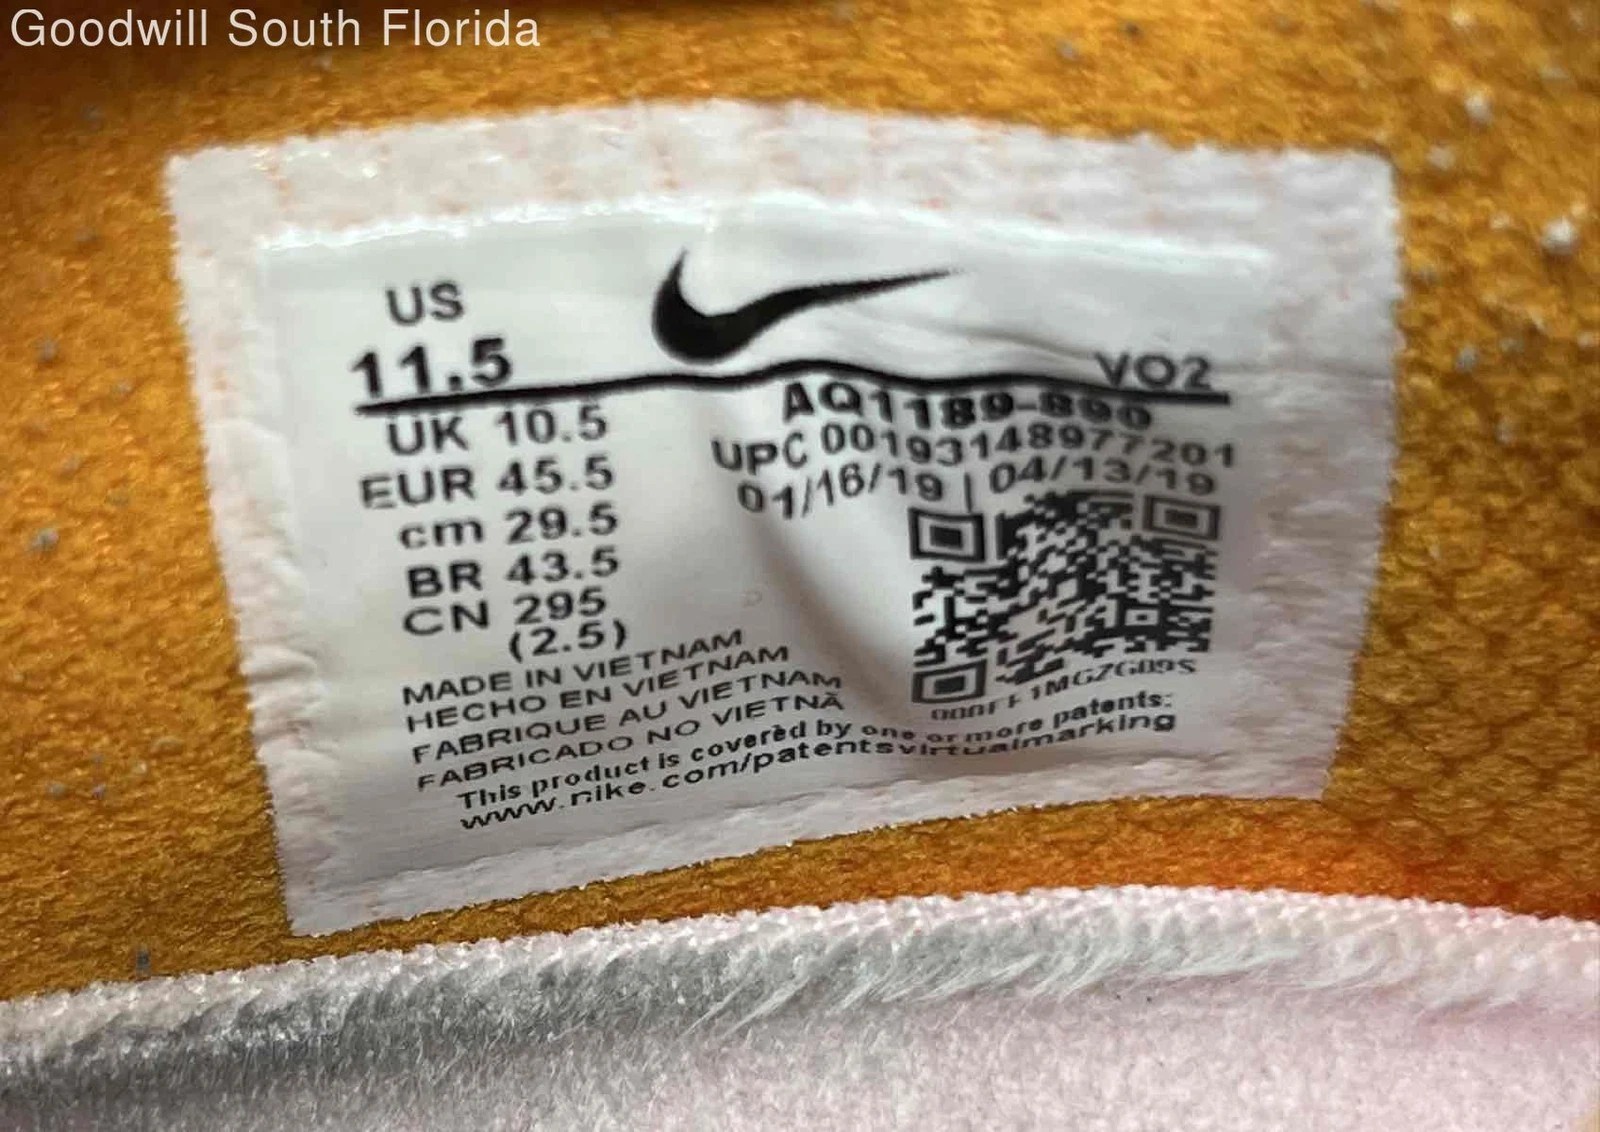 Goodwill South Florida
US
11.5
VO2
UK 10.5
EUR 45.5
cm 29.5
BR 43.5
CN 295
(2.5)
AQ1189-890
UPC 00193148977201
01/16/19 | 04/13/19
MADE IN VIETNAM
HECHO EN VIETNAM
FABRIQUE AU VIETNAM
FABRICADO NO VIETNÃ
This product is covered by one or more patents:
www.nike.com/patentsvirtualmarking